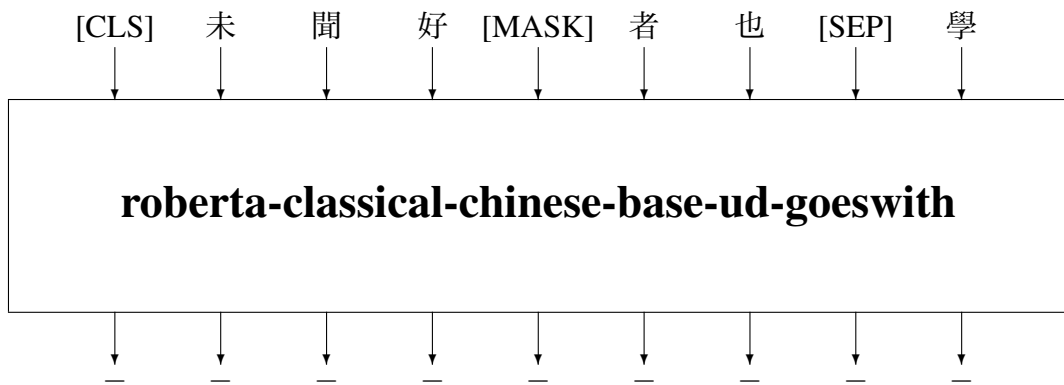 [CLS] 未 聞 好 [MASK] 者 也 [SEP] 學
roberta-classical-chinese-base-ud-goeswith
_ _ _ _ _ _ _ _ _